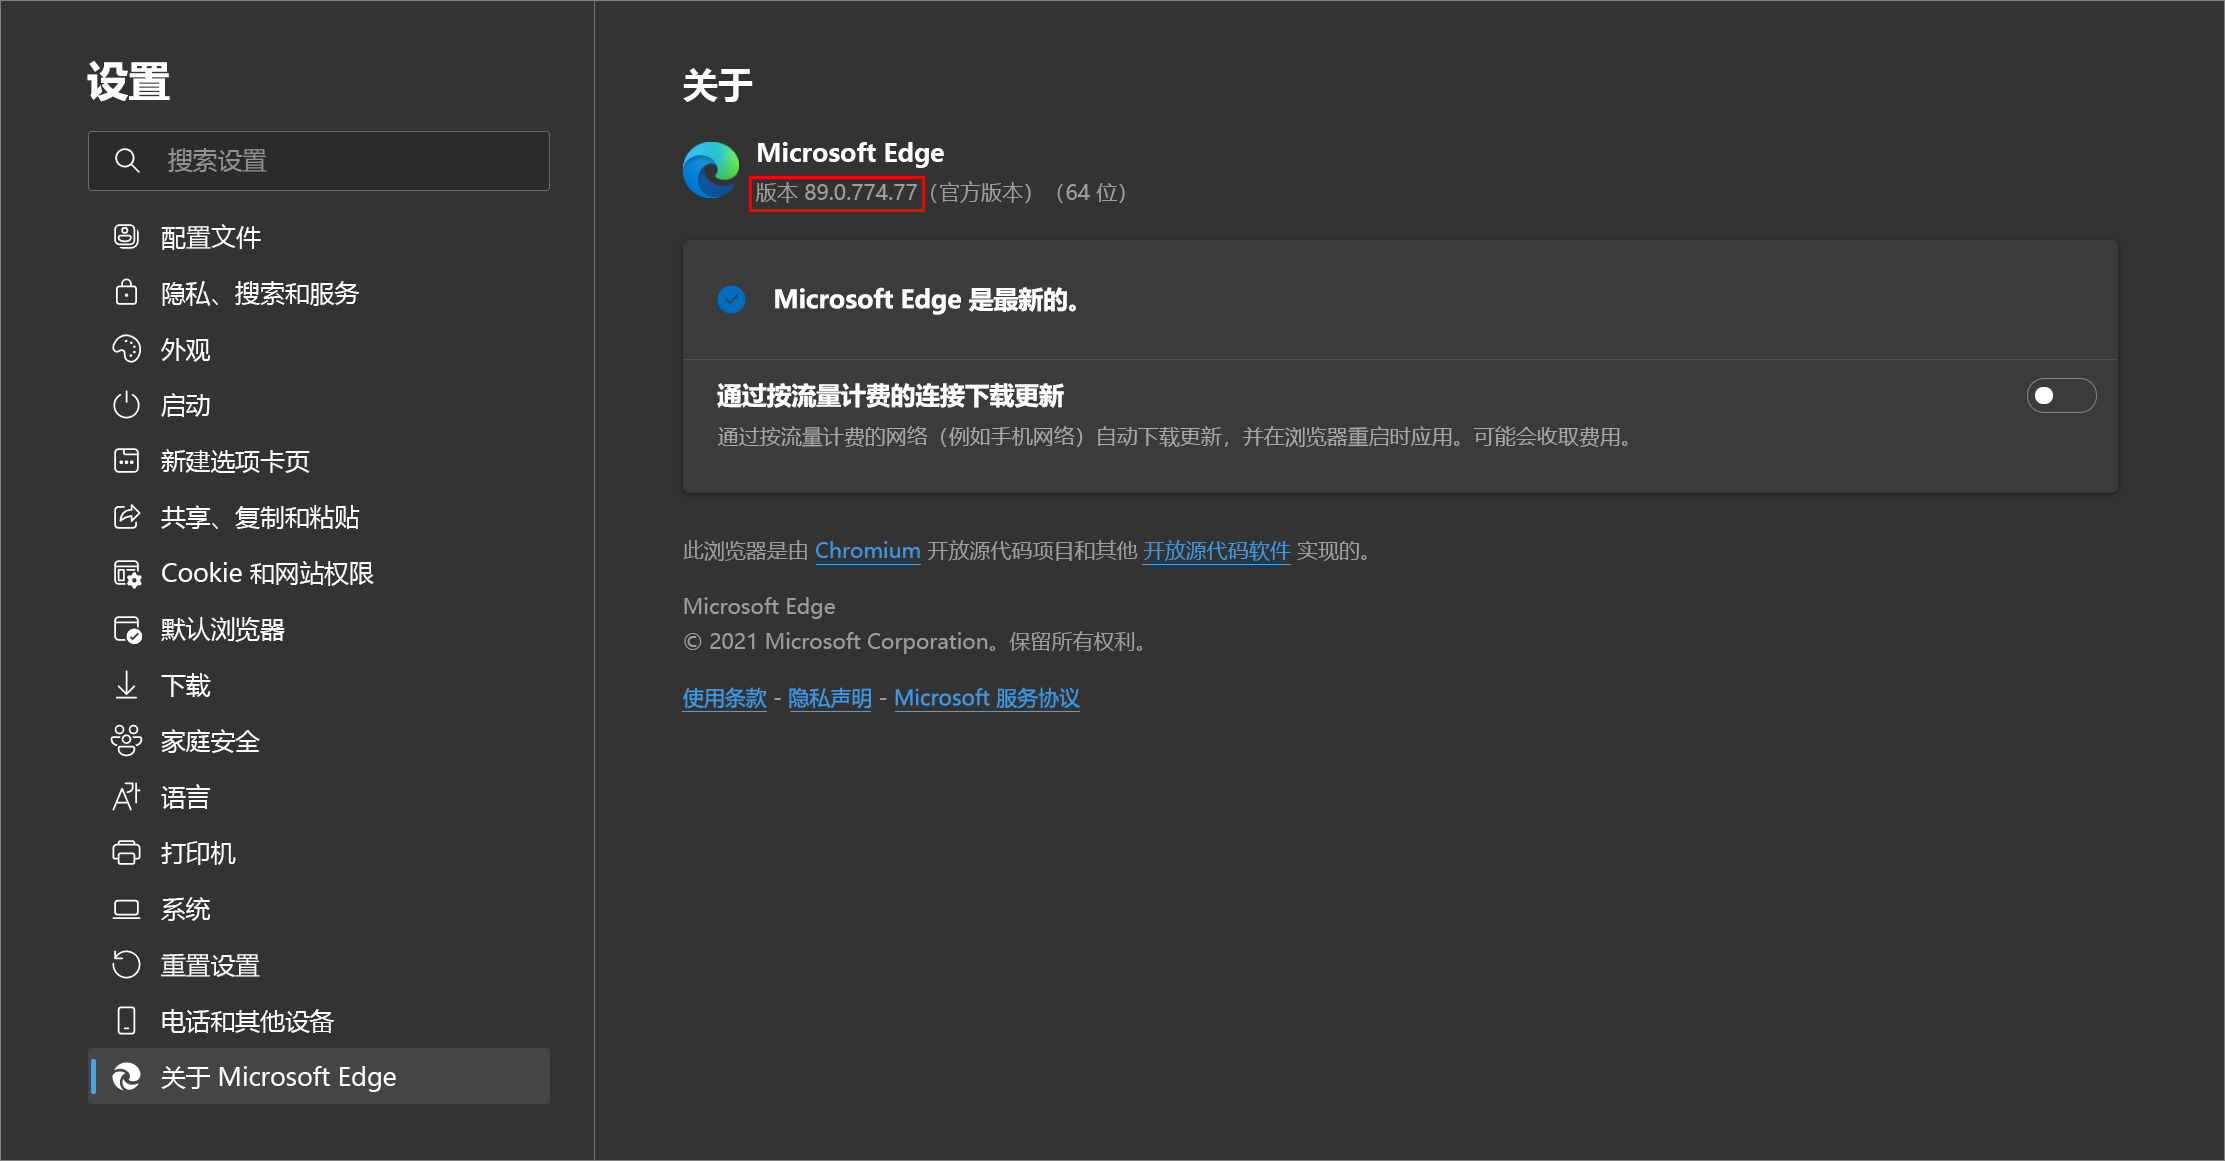 设置
搜索设置
配置文件
隐私、搜索和服务
外观
启动
新建选项卡页
共享、复制和粘贴
Cookie 和网站权限
默认浏览器
下载
家庭安全
语言
打印机
系统
重置设置
电话和其他设备
关于 Microsoft Edge
关于
Microsoft Edge
版本 89.0.774.77 (官方版本) (64 位)
Microsoft Edge 是最新的。
通过按流量计费的连接下载更新
通过按流量计费的网络（例如手机网络）自动下载更新，并在浏览器重启时应用。可能会收取费用。
此浏览器是由 Chromium 开放源代码项目和其他 开放源代码软件 实现的。
Microsoft Edge
© 2021 Microsoft Corporation。保留所有权利。
使用条款 - 隐私声明 - Microsoft 服务协议